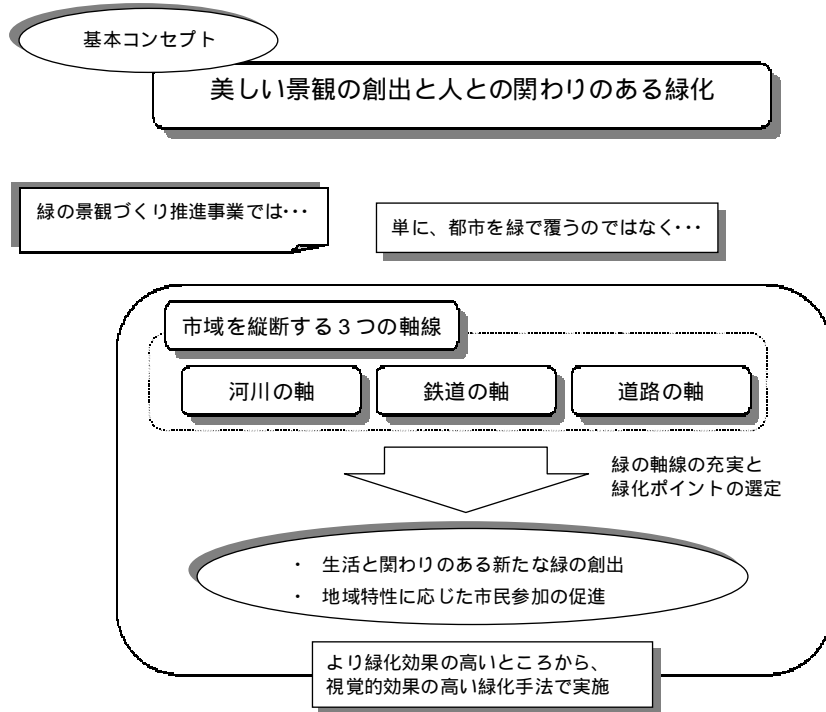 基本コンセプト
美しい景観の創出と人との関わりのある緑化
緑の景観づくり推進事業では･･･
単に、都市を緑で覆うのではなく･･･
市域を縦断する３つの軸線
河川の軸
鉄道の軸
道路の軸
緑の軸線の充実と
緑化ポイントの選定
・ 生活と関わりのある新たな緑の創出
・ 地域特性に応じた市民参加の促進
より緑化効果の高いところから、
視覚的効果の高い緑化手法で実施